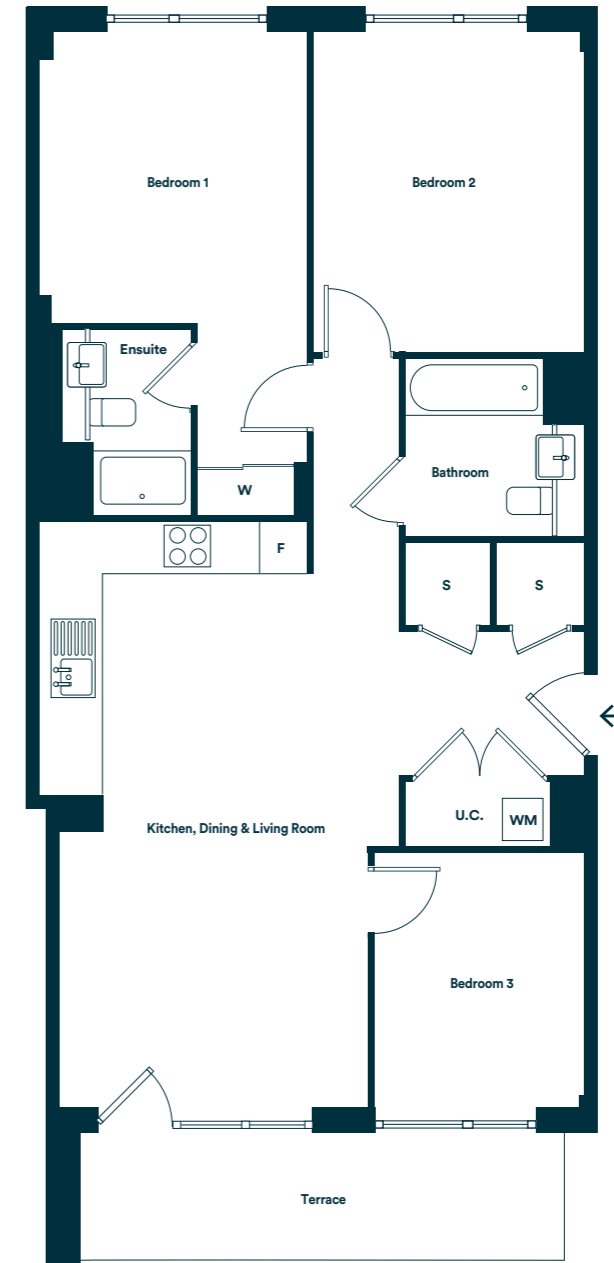 Bedroom 1
Bedroom 2
Ensuite
Bathroom
W
F
S
S
U.C.
WM
Kitchen, Dining & Living Room
Bedroom 3
Terrace